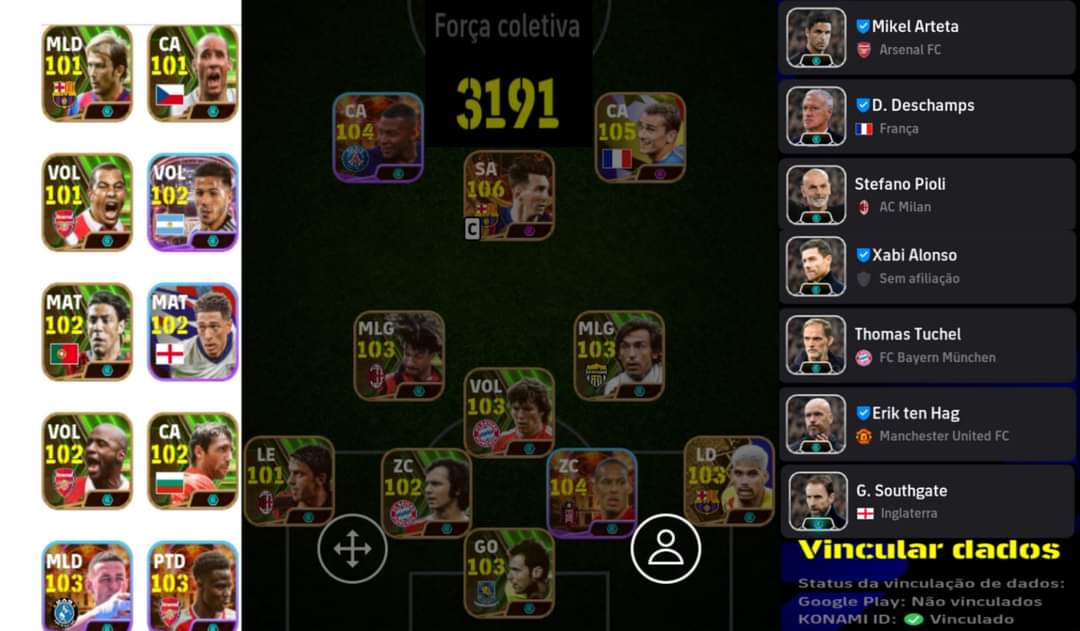 MLD
101
CA
101
VOL
101
VOL
102
MAT
102
MAT
102
VOL
102
CA
102
MLD
103
PTD
103
Força coletiva
3191
CA
104
CA
105
SA
106
C
MLG
103
MLG
103
VOL
103
LE
101
ZC
102
ZC
104
LD
103
GO
103
Mikel Arteta
Arsenal FC
D. Deschamps
França
Stefano Pioli
AC Milan
Xabi Alonso
Sem afiliação
Thomas Tuchel
FC Bayern München
Erik ten Hag
Manchester United FC
G. Southgate
Inglaterra
Vincular dados
Status da vinculação de dados:
Google Play: Não vinculados
KONAMI ID: Vinculado